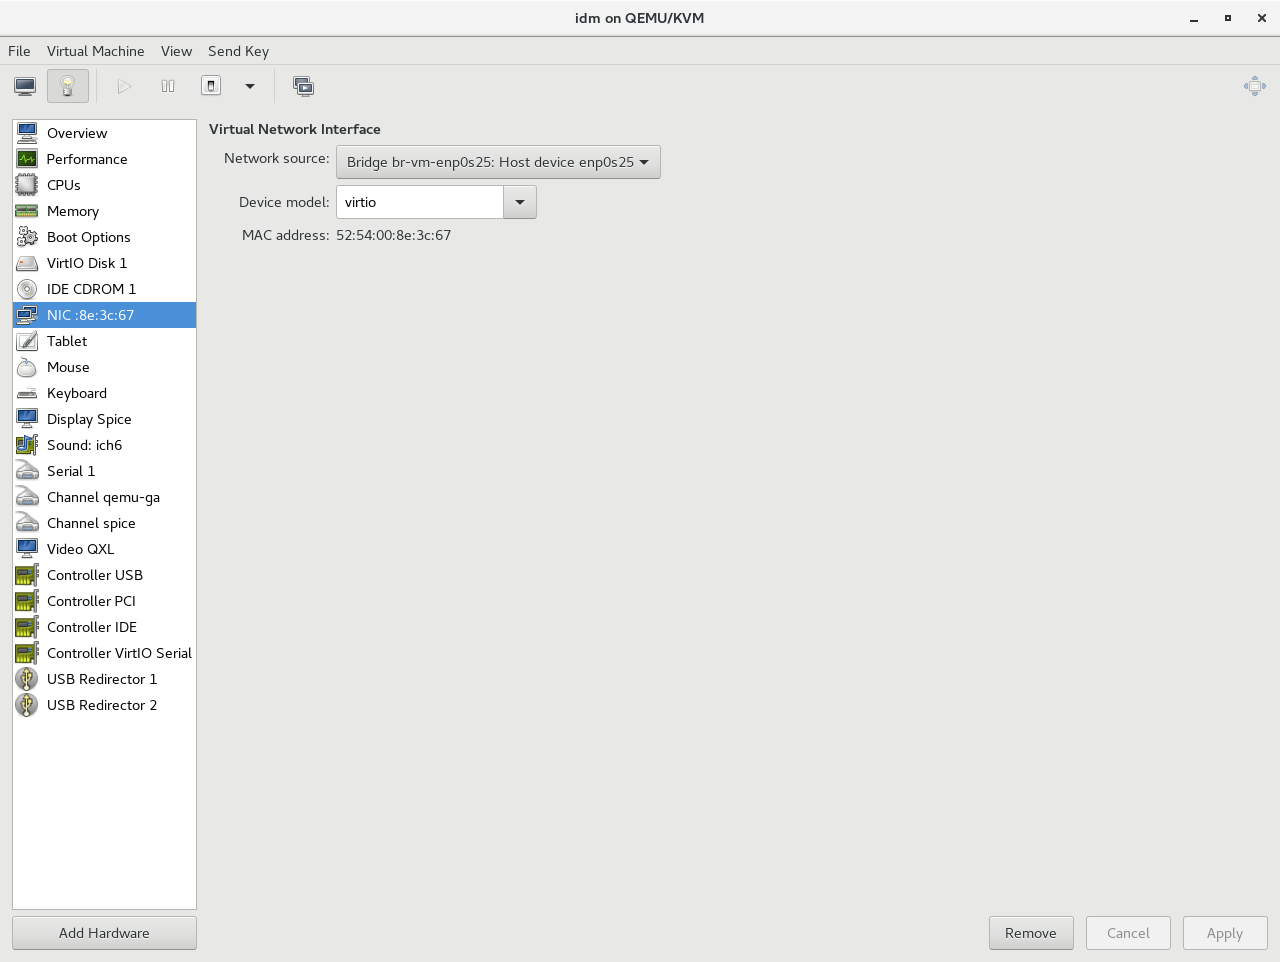 idm on QEMU/KVM
File Virtual Machine View Send Key
Overview
Performance
CPUs
Memory
Boot Options
VirtIO Disk 1
IDE CDROM 1
NIC :8e:3c:67
Tablet
Mouse
Keyboard
Display Spice
Sound: ich6
Serial 1
Channel qemu-ga
Channel spice
Video QXL
Controller USB
Controller PCI
Controller IDE
Controller VirtIO Serial
USB Redirector 1
USB Redirector 2
Add Hardware
Virtual Network Interface
Network source: Bridge br-vm-enp0s25: Host device enp0s25
Device model: virtio
MAC address: 52:54:00:8e:3c:67
Remove Cancel Apply